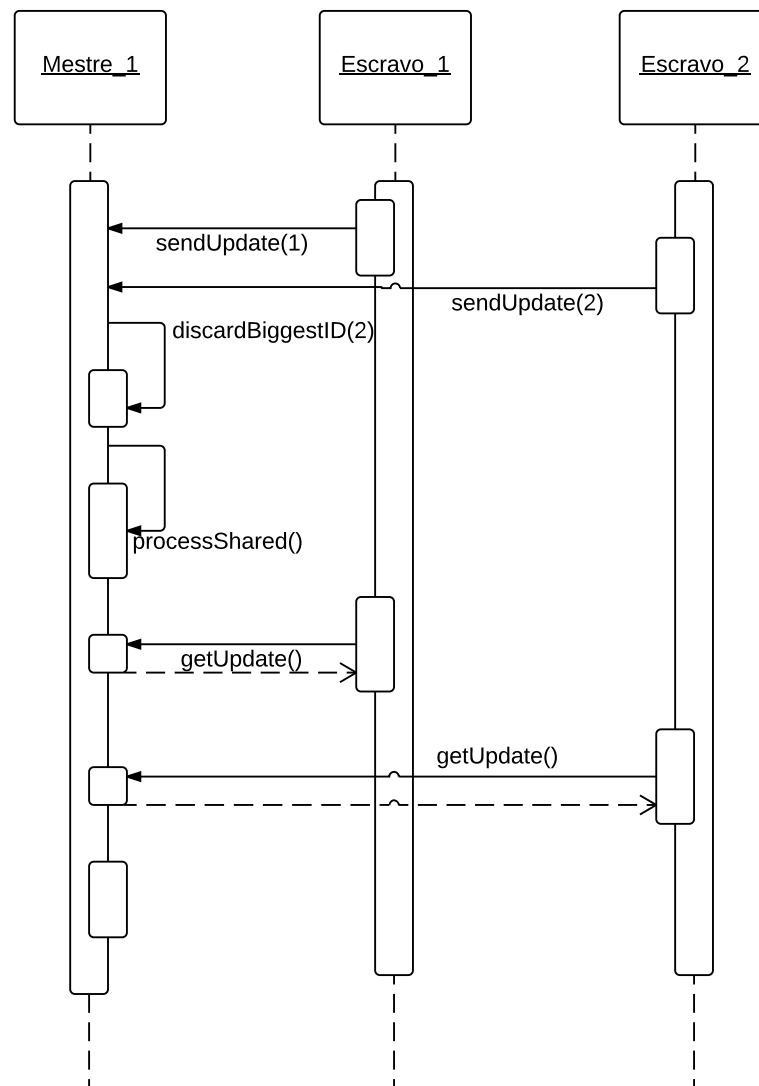 Mestre_1
Escravo_1
Escravo_2
sendUpdate(1)
sendUpdate(2)
discardBiggestID(2)
processShared()
getUpdate()
getUpdate()